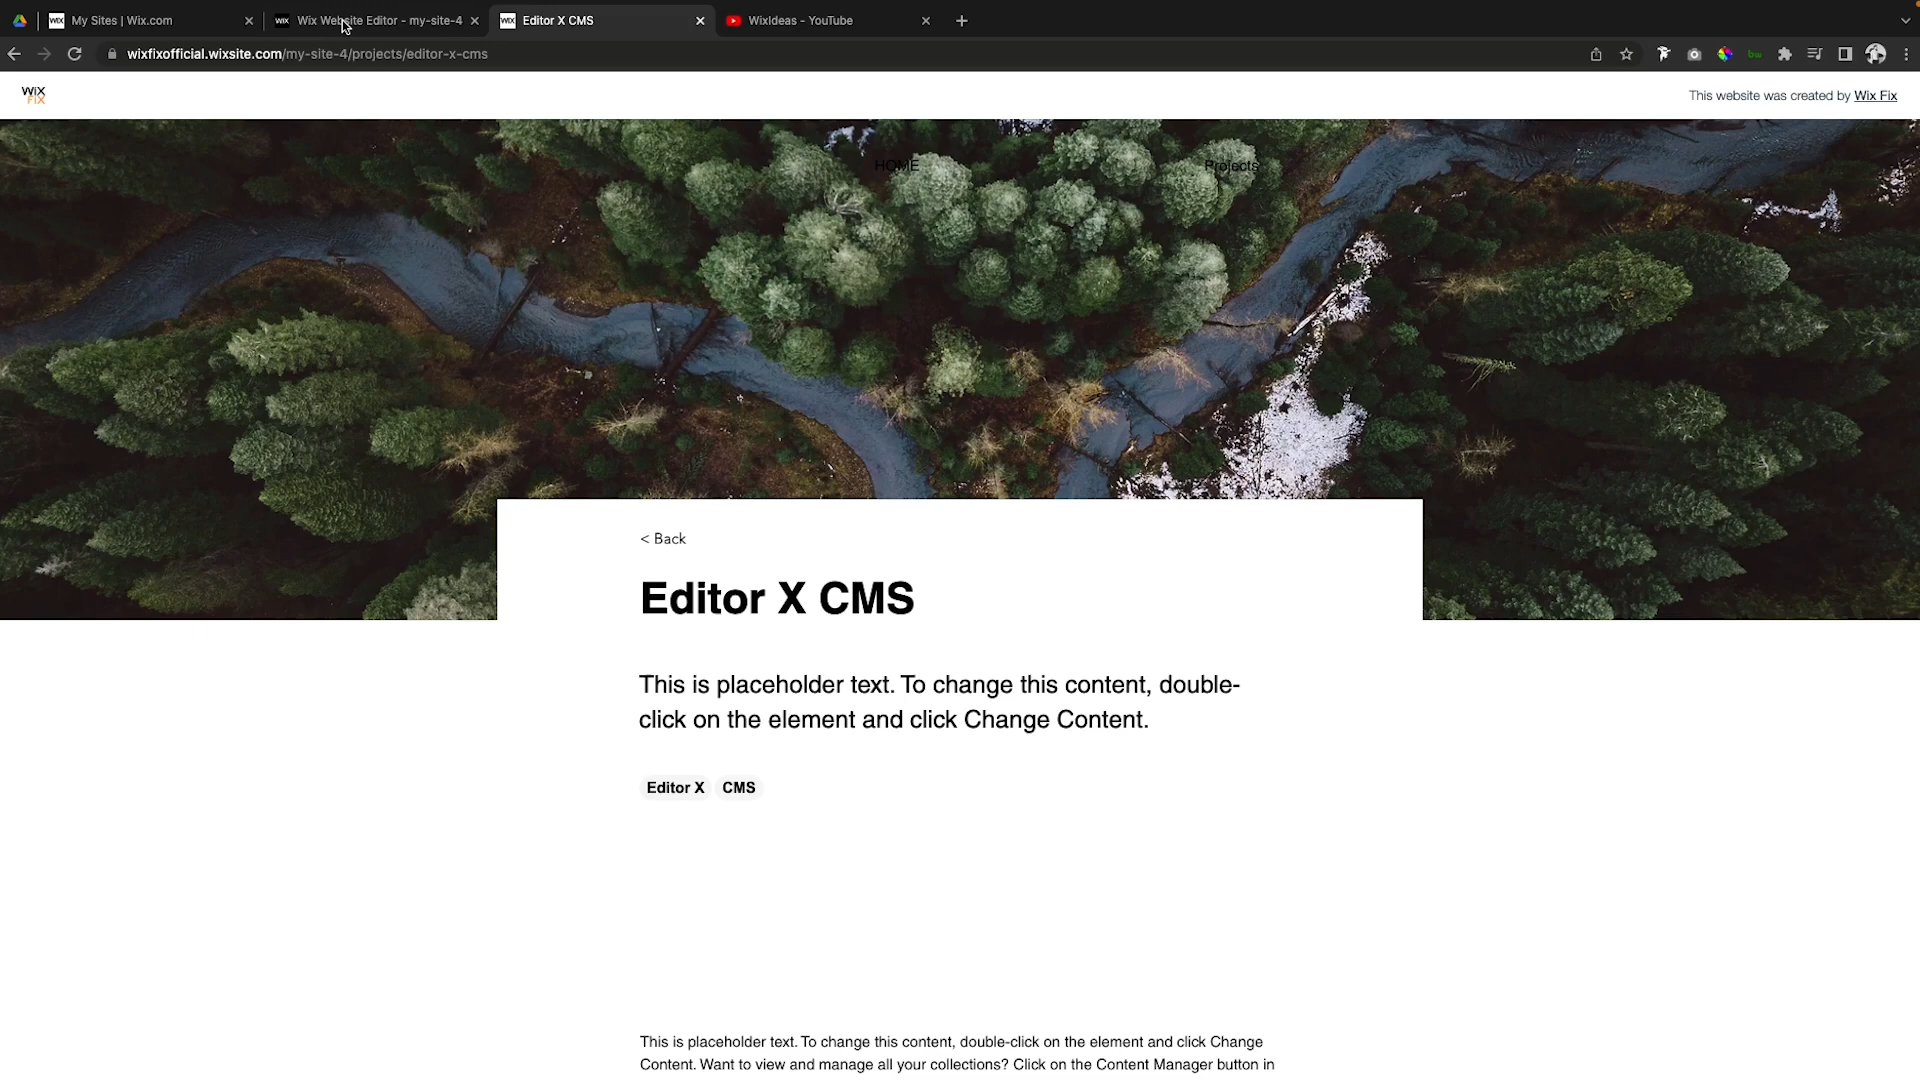 My Sites | Wix.com
Wix Website Editor - my-site-4
Editor X CMS
WixIdeas - YouTube
wixfixofficial.wixsite.com/my-site-4/projects/editor-x-cms
WIX
FIX
This website was created by Wix Fix
HOME
Projects
< Back
Editor X CMS
This is placeholder text. To change this content, double-
click on the element and click Change Content.
Editor X
CMS
This is placeholder text. To change this content, double-click on the element and click Change
Content. Want to view and manage all your collections? Click on the Content Manager button in